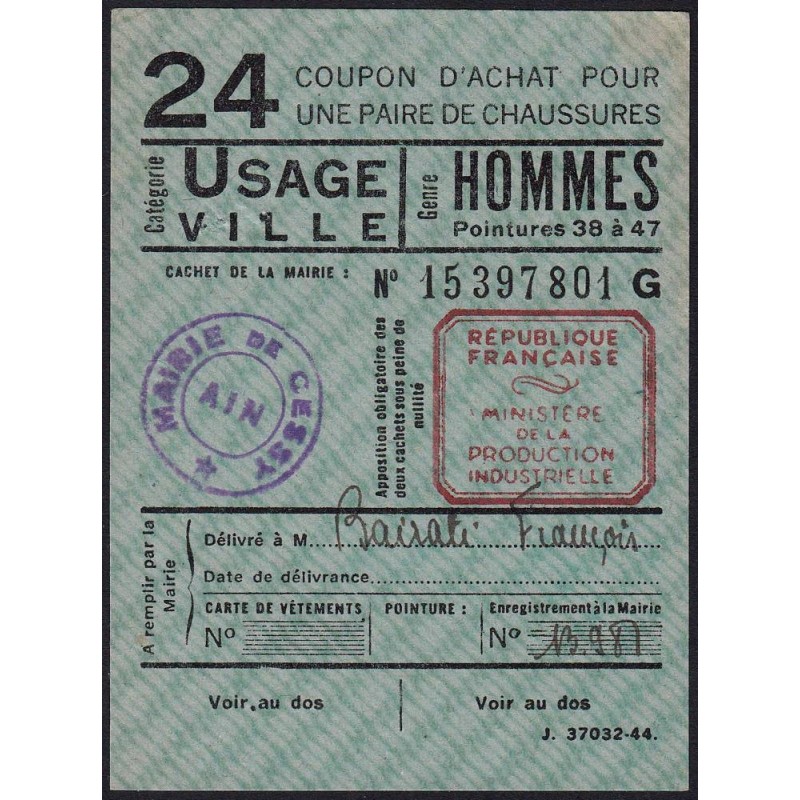 24 COUPON D'ACHAT POUR
UNE PAIRE DE CHAUSSURES
Catégorie
USAGE
VILLE
Genre
HOMMES
Pointures 38 à 47
CACHET DE LA MAIRIE :
Nº 15397801 G
MAIRIE DE CESSY
AIN
Apposition obligatoire des
deux cachets sous peine de
nullité
RÉPUBLIQUE
FRANÇAISE
MINISTÈRE
DE LA
PRODUCTION
INDUSTRIELLE
A remplir par la
Mairie
Délivré à M. François
Date de délivrance
CARTE DE VÊTEMENTS
Nº
POINTURE :
Enregistrement à la Mairie
Nº
Voir au dos
Voir au dos
J. 37032-44.